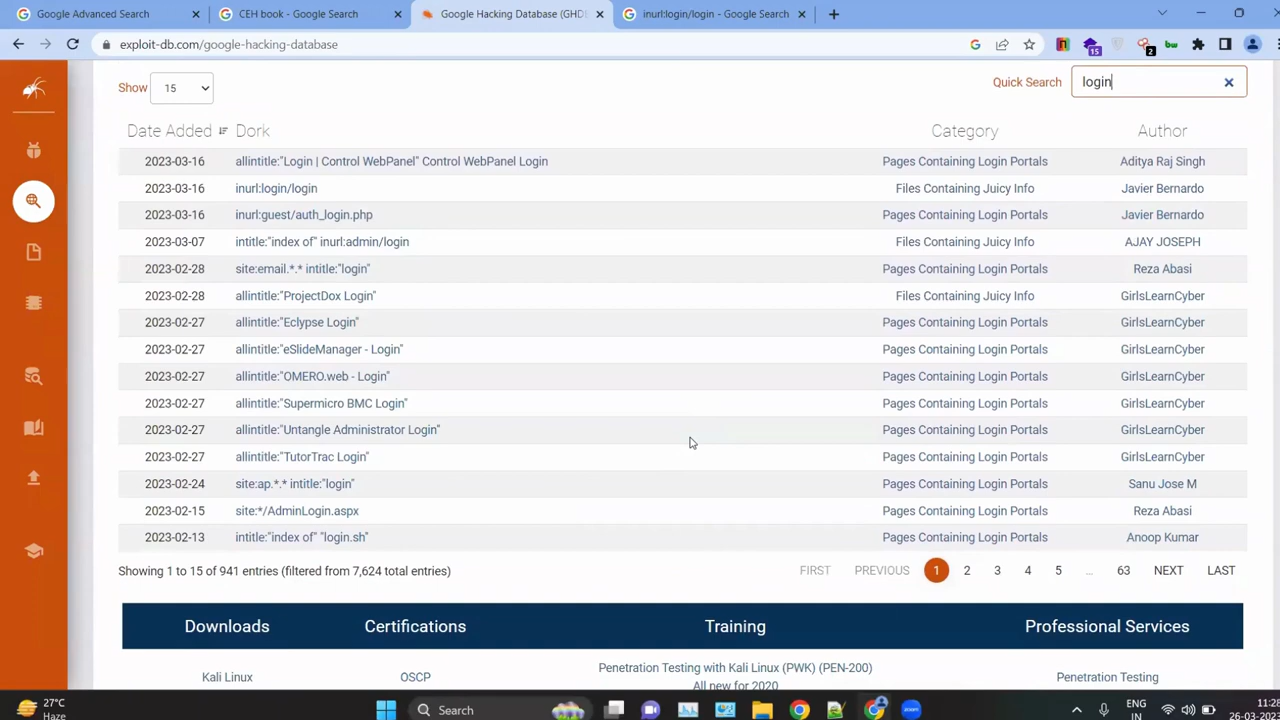 Google Advanced Search
CEH book - Google Search
Google Hacking Database (GHD
inurl:login/login - Google Search
exploit-db.com/google-hacking-database
15
2
bw
Show 15
Quick Search login
Date Added Dork Category Author
2023-03-16 allintitle:"Login | Control WebPanel" Control WebPanel Login Pages Containing Login Portals Aditya Raj Singh
2023-03-16 inurl:login/login Files Containing Juicy Info Javier Bernardo
2023-03-16 inurl:guest/auth_login.php Pages Containing Login Portals Javier Bernardo
2023-03-07 intitle:"index of" inurl:admin/login Files Containing Juicy Info AJAY JOSEPH
2023-02-28 site:email.*.* intitle:"login" Pages Containing Login Portals Reza Abasi
2023-02-28 allintitle:"ProjectDox Login" Files Containing Juicy Info GirlsLearnCyber
2023-02-27 allintitle:"Eclypse Login" Pages Containing Login Portals GirlsLearnCyber
2023-02-27 allintitle:"eSlideManager - Login" Pages Containing Login Portals GirlsLearnCyber
2023-02-27 allintitle:"OMERO.web - Login" Pages Containing Login Portals GirlsLearnCyber
2023-02-27 allintitle:"Supermicro BMC Login" Pages Containing Login Portals GirlsLearnCyber
2023-02-27 allintitle:"Untangle Administrator Login" Pages Containing Login Portals GirlsLearnCyber
2023-02-27 allintitle:"TutorTrac Login" Pages Containing Login Portals GirlsLearnCyber
2023-02-24 site:ap.*.* intitle:"login" Pages Containing Login Portals Sanu Jose M
2023-02-15 site:*/AdminLogin.aspx Pages Containing Login Portals Reza Abasi
2023-02-13 intitle:"index of" "login.sh" Pages Containing Login Portals Anoop Kumar
Showing 1 to 15 of 941 entries (filtered from 7,624 total entries) FIRST PREVIOUS 1 2 3 4 5 … 63 NEXT LAST
Downloads Certifications Training Professional Services
Kali Linux OSCP Penetration Testing with Kali Linux (PWK) (PEN-200) Penetration Testing
All new for 2020
27°C
Haze
Search
zoom
ENG
IN
11:2
26-03-202